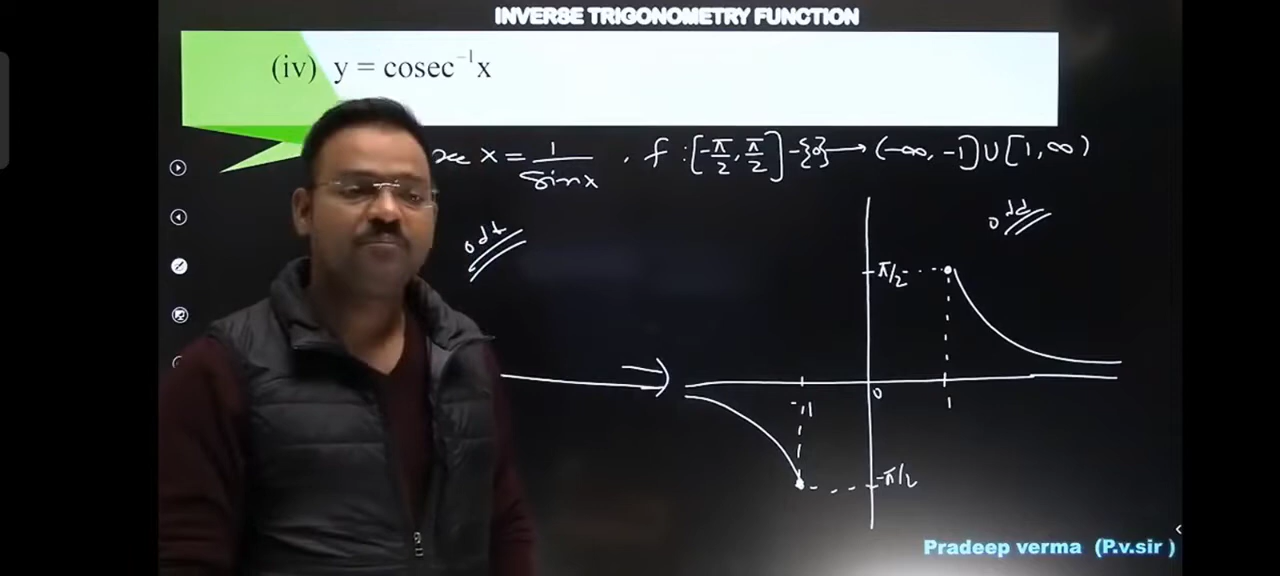 INVERSE TRIGONOMETRY FUNCTION
(iv) y = cosec⁻¹x
x = 1/sinx , f : [-π/2, π/2] - {0} → (-∞, -1] ∪ [1, ∞)
odd
π/2
0
-1
1
-π/2
Pradeep verma (P.v.sir )